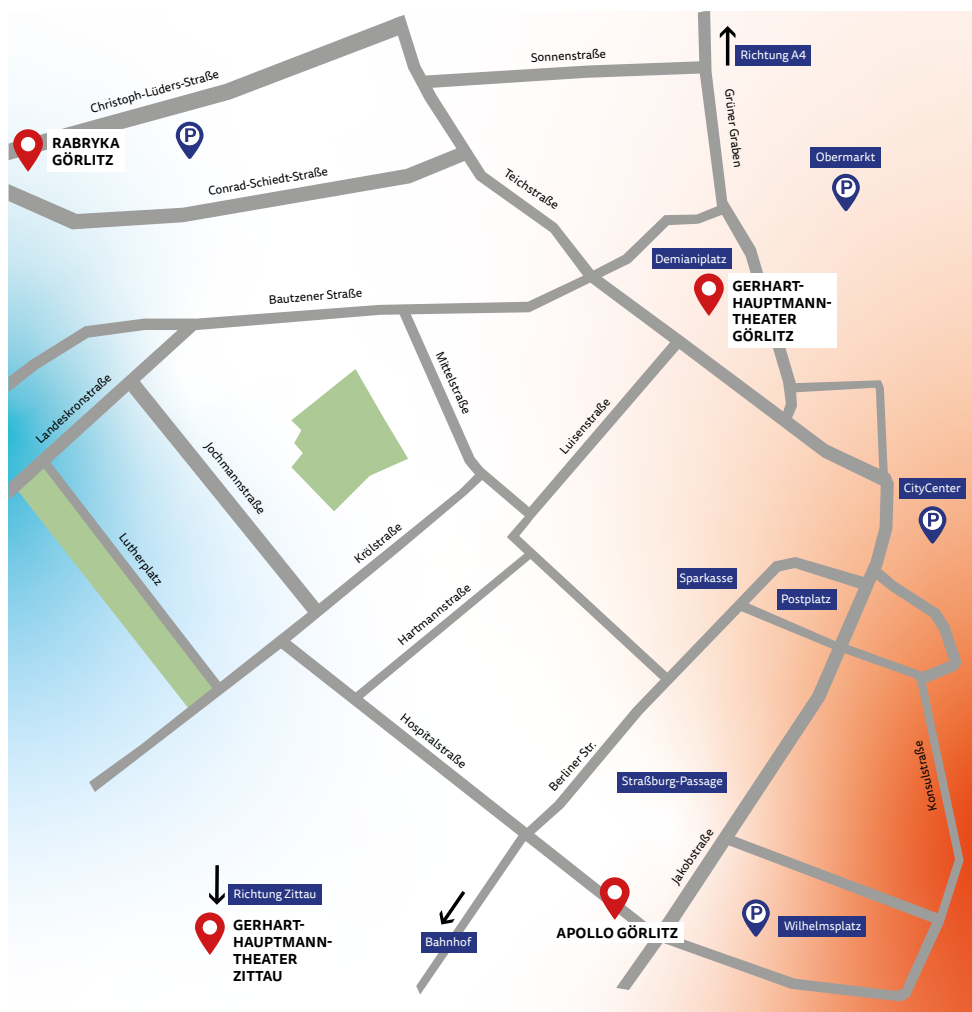 Sonnenstraße
Richtung A4
Christoph-Lüders-Straße
Grüner Graben
P
RABRYKA
GÖRLITZ
Obermarkt
P
Conrad-Schiedt-Straße
Teichstraße
Demianiplatz
GERHART-
HAUPTMANN-
THEATER
GÖRLITZ
Bautzener Straße
Mittelstraße
Landeskronstraße
Luisenstraße
Jochmannstraße
CityCenter
P
Krölstraße
Lutherplatz
Sparkasse
Postplatz
Hartmannstraße
Hospitalstraße
Berliner Str.
Straßburg-Passage
Konsulstraße
Jakobstraße
Richtung Zittau
GERHART-
HAUPTMANN-
THEATER
ZITTAU
Bahnhof
APOLLO GÖRLITZ
P
Wilhelmsplatz